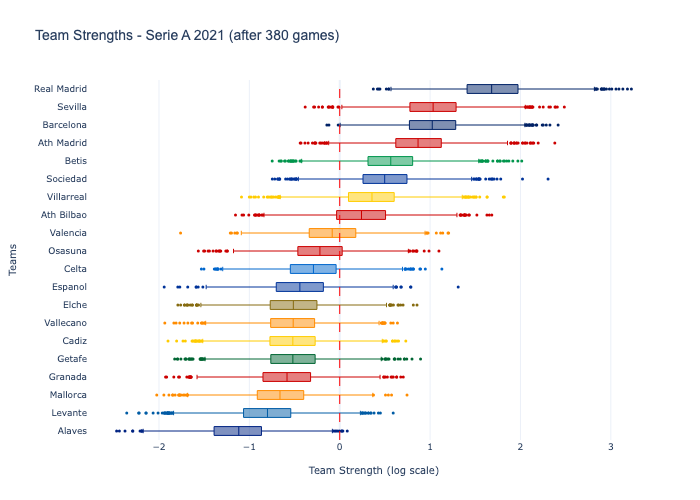 Team Strengths - Serie A 2021 (after 380 games)
Real Madrid
Sevilla
Barcelona
Ath Madrid
Betis
Sociedad
Villarreal
Ath Bilbao
Valencia
Osasuna
Celta
Espanol
Elche
Vallecano
Cadiz
Getafe
Granada
Mallorca
Levante
Alaves
Teams
−2 −1 0 1 2 3
Team Strength (log scale)